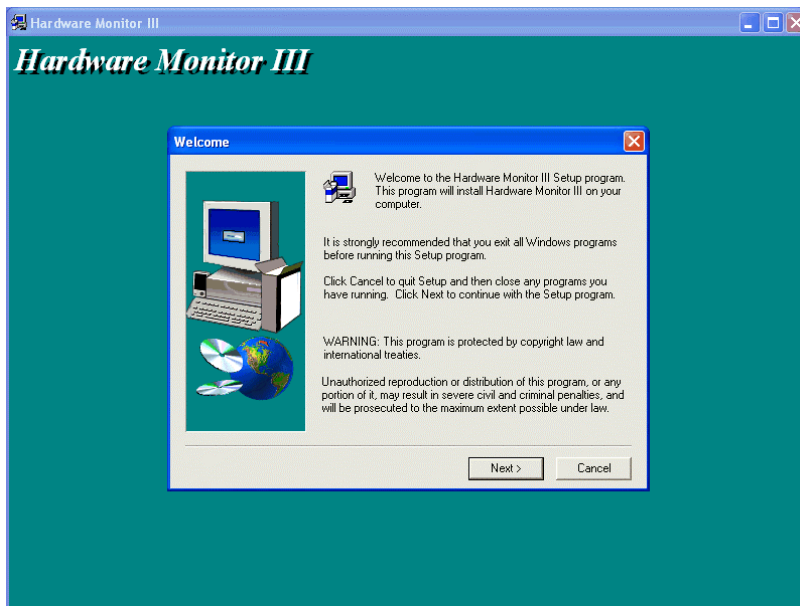 Hardware Monitor III
Hardware Monitor III
Welcome
Welcome to the Hardware Monitor III Setup program.
This program will install Hardware Monitor III on your
computer.
It is strongly recommended that you exit all Windows programs
before running this Setup program.
Click Cancel to quit Setup and then close any programs you
have running. Click Next to continue with the Setup program.
WARNING: This program is protected by copyright law and
international treaties.
Unauthorized reproduction or distribution of this program, or any
portion of it, may result in severe civil and criminal penalties, and
will be prosecuted to the maximum extent possible under law.
Next > Cancel